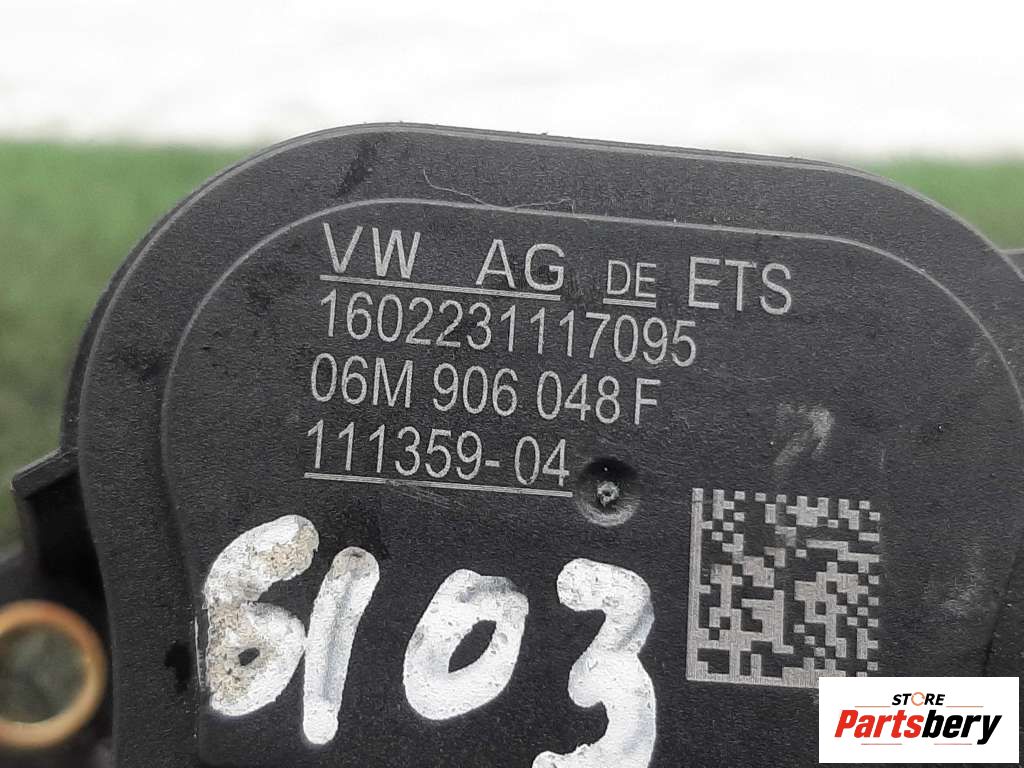 VW AG DE ETS
1602231117095
06M 906 048 F
111359-04
6103
STORE
Partsbery